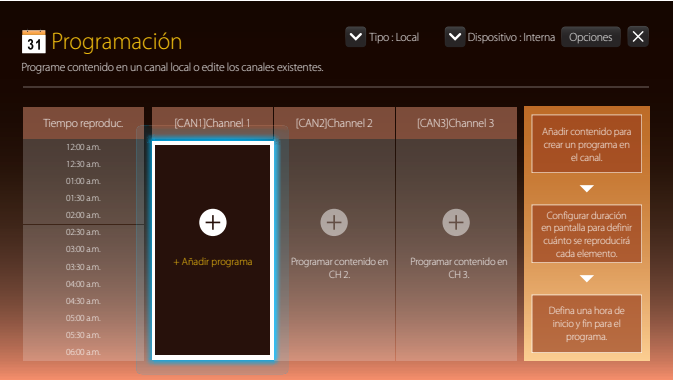 31 Programación
Tipo : Local
Dispositivo : Interna
Opciones
Programe contenido en un canal local o edite los canales existentes.
Tiempo reproduc.
[CAN1]Channel 1
[CAN2]Channel 2
[CAN3]Channel 3
12:00 a.m.
12:30 a.m.
01:00 a.m.
01:30 a.m.
02:00 a.m.
02:30 a.m.
03:00 a.m.
03:30 a.m.
04:00 a.m.
04:30 a.m.
05:00 a.m.
05:30 a.m.
06:00 a.m.
+ Añadir programa
Programar contenido en
CH 2.
Programar contenido en
CH 3.
Añadir contenido para
crear un programa en
el canal.
Configurar duración
en pantalla para definir
cuánto se reproducirá
cada elemento.
Defina una hora de
inicio y fin para el
programa.